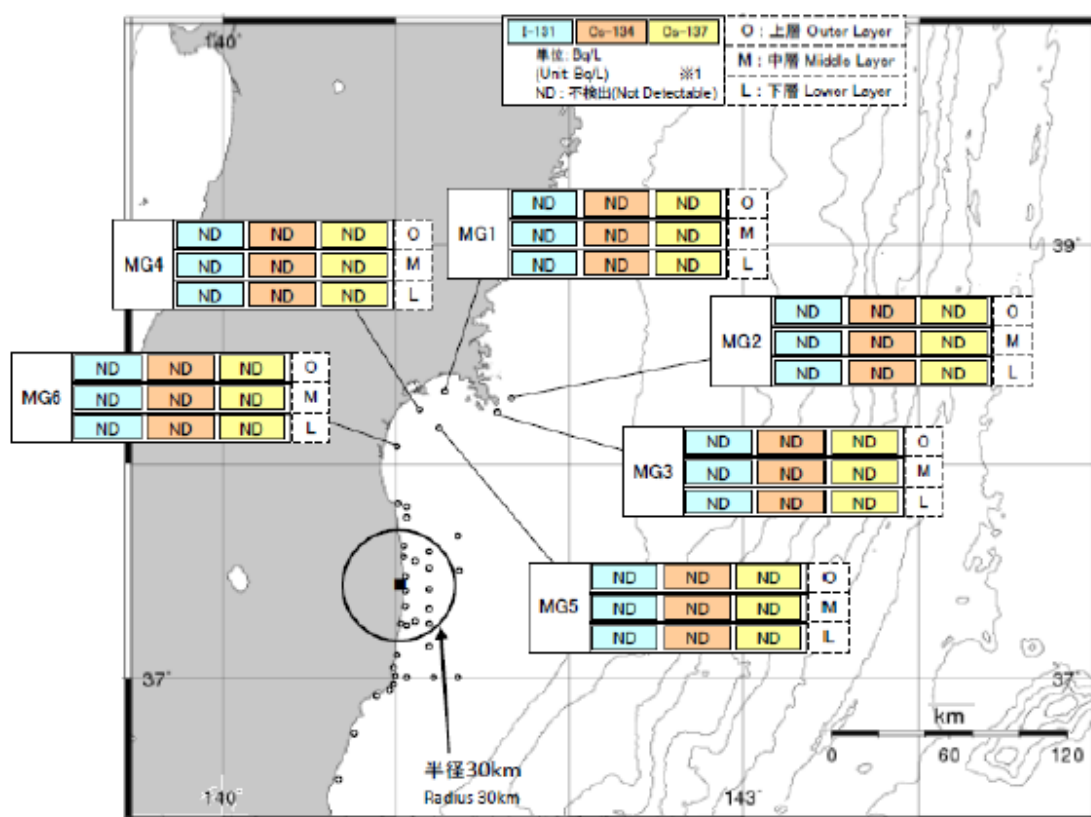 140°
I-131 Cs-134 Cs-137
単位: Bq/L
(Unit: Bq/L) ※1
ND : 不検出(Not Detectable)
O : 上層 Outer Layer
M : 中層 Middle Layer
L : 下層 Lower Layer
39°
MG1
ND ND ND O
ND ND ND M
ND ND ND L
MG4
ND ND ND O
ND ND ND M
ND ND ND L
MG2
ND ND ND O
ND ND ND M
ND ND ND L
MG6
ND ND ND O
ND ND ND M
ND ND ND L
MG3
ND ND ND O
ND ND ND M
ND ND ND L
MG5
ND ND ND O
ND ND ND M
ND ND ND L
37°
37°
km
0 60 120
半径30km
Radius 30km
140°
143°